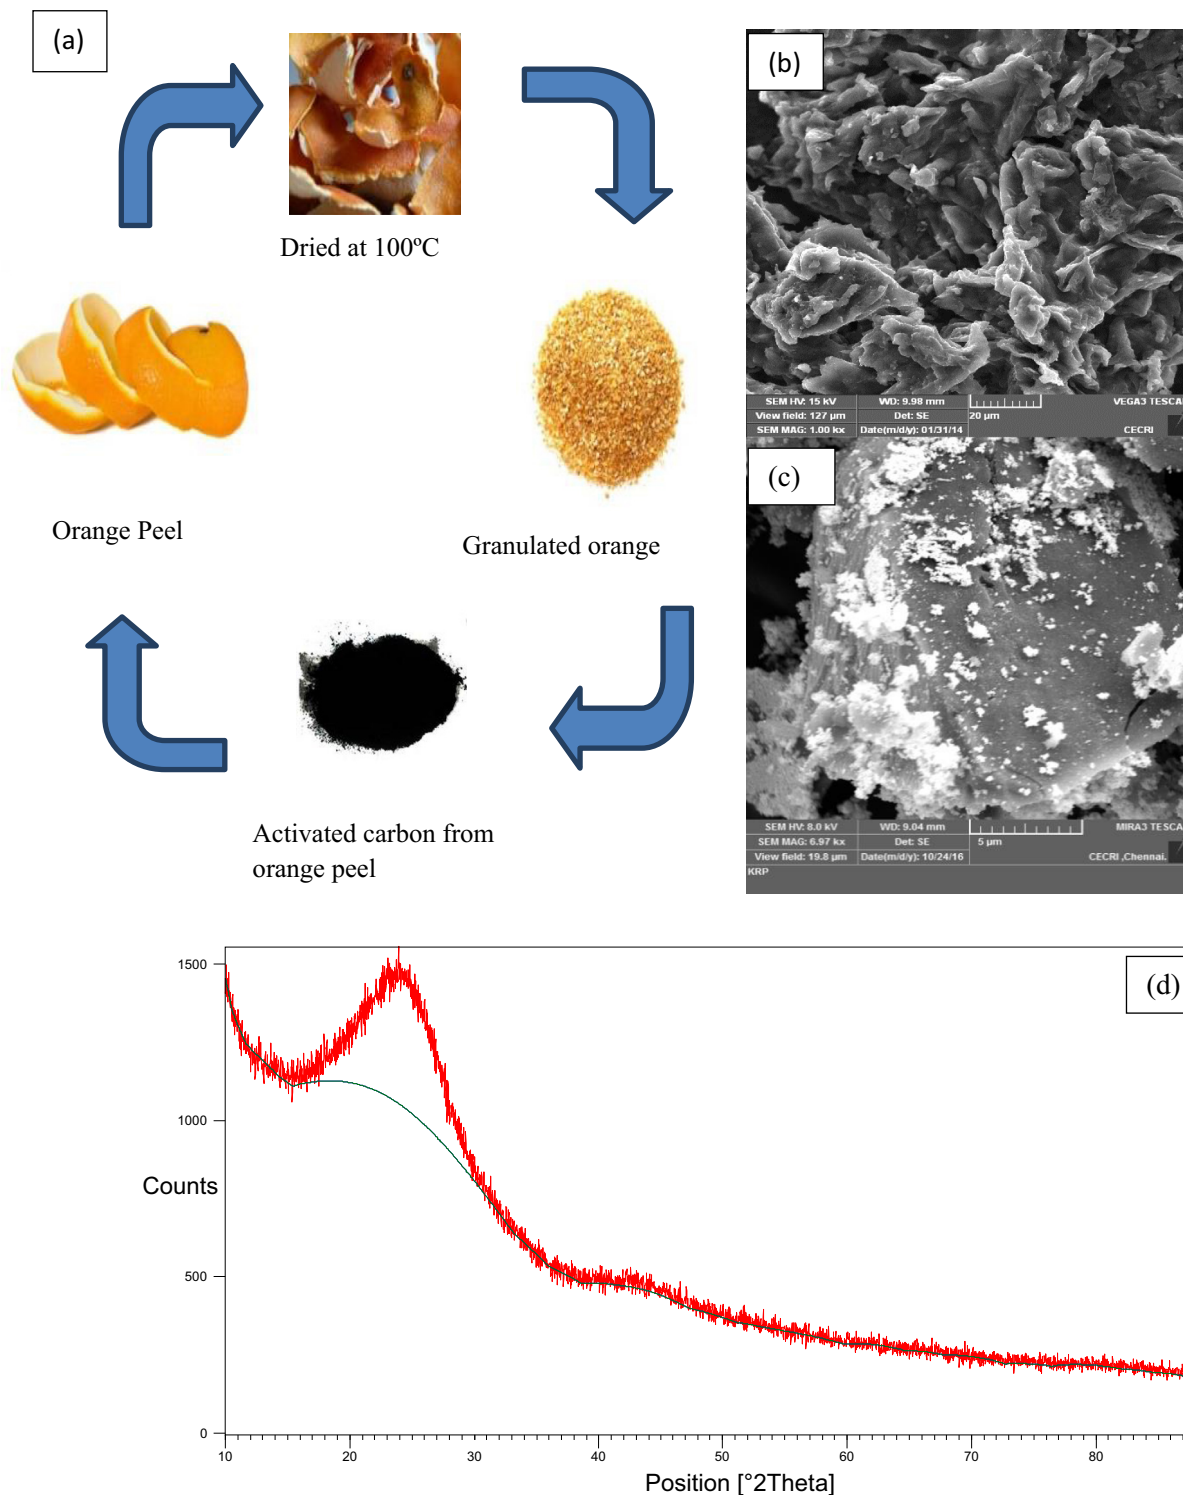 (a)
Dried at 100ºC
Orange Peel
Granulated orange
Activated carbon from
orange peel
(b)
SEM HV: 15 kV WD: 9.98 mm VEGA3 TESCA
View field: 127 µm Det: SE 20 µm
SEM MAG: 1.00 kx Date(m/d/y): 01/31/14 CECRI
(c)
SEM HV: 8.0 kV WD: 9.04 mm MIRA3 TESCA
SEM MAG: 6.97 kx Det: SE 5 µm
View field: 19.8 µm Date(m/d/y): 10/24/16 CECRI ,Chennai.
KRP
(d)
Counts
1500
1000
500
0
10 20 30 40 50 60 70 80
Position [°2Theta]